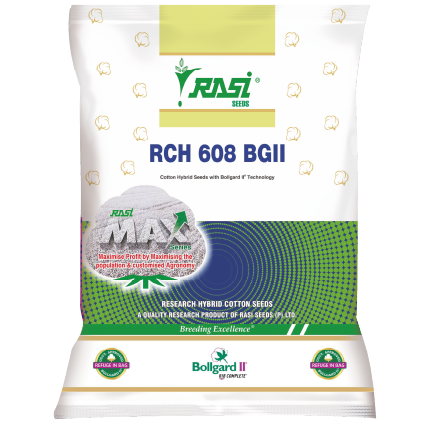 RASI®
SEEDS
RCH 608 BGII
Cotton Hybrid Seeds with Bollgard II® Technology
RASI
MAX
series
Maximise Profit by Maximising the
population & customised Agronomy
RESEARCH HYBRID COTTON SEEDS
A QUALITY RESEARCH PRODUCT OF RASI SEEDS (P) LTD.
Breeding Excellence®
REFUGE IN BAG
Bollgard II®
REFUGE IN BAG